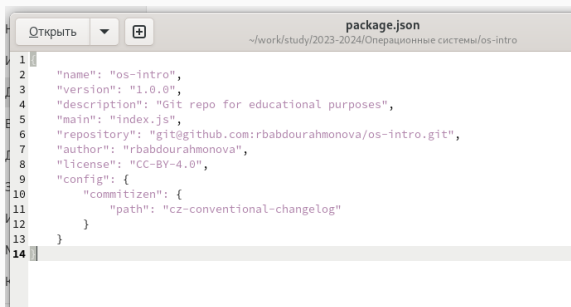 Открыть
package.json
~/work/study/2023-2024/Операционные системы/os-intro
1 {
2     "name": "os-intro",
3     "version": "1.0.0",
4     "description": "Git repo for educational purposes",
5     "main": "index.js",
6     "repository": "git@github.com:rbabdourahmonova/os-intro.git",
7     "author": "rbabdourahmonova",
8     "license": "CC-BY-4.0",
9     "config": {
10         "commitizen": {
11             "path": "cz-conventional-changelog"
12         }
13     }
14 }